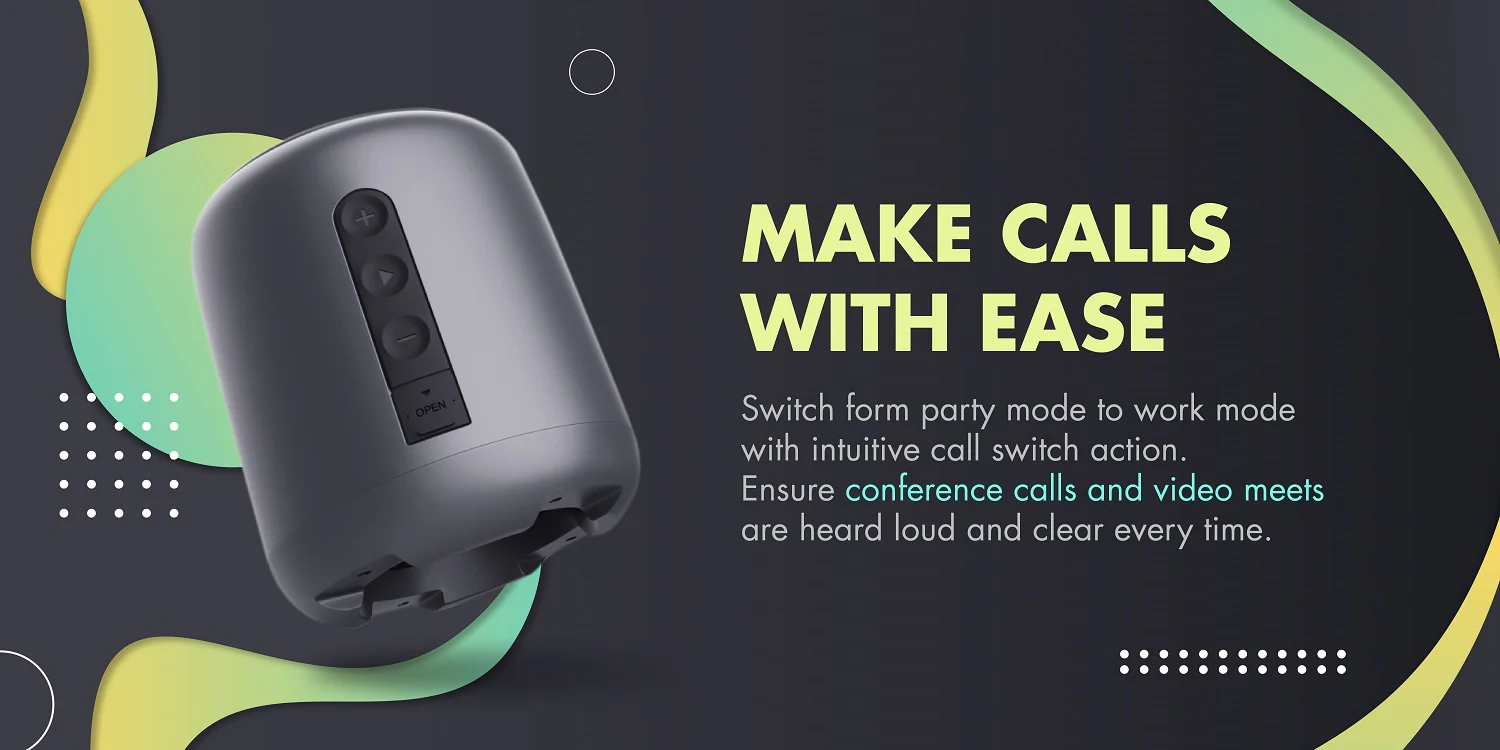 OPEN
MAKE CALLS
WITH EASE
Switch form party mode to work mode
with intuitive call switch action.
Ensure conference calls and video meets
are heard loud and clear every time.